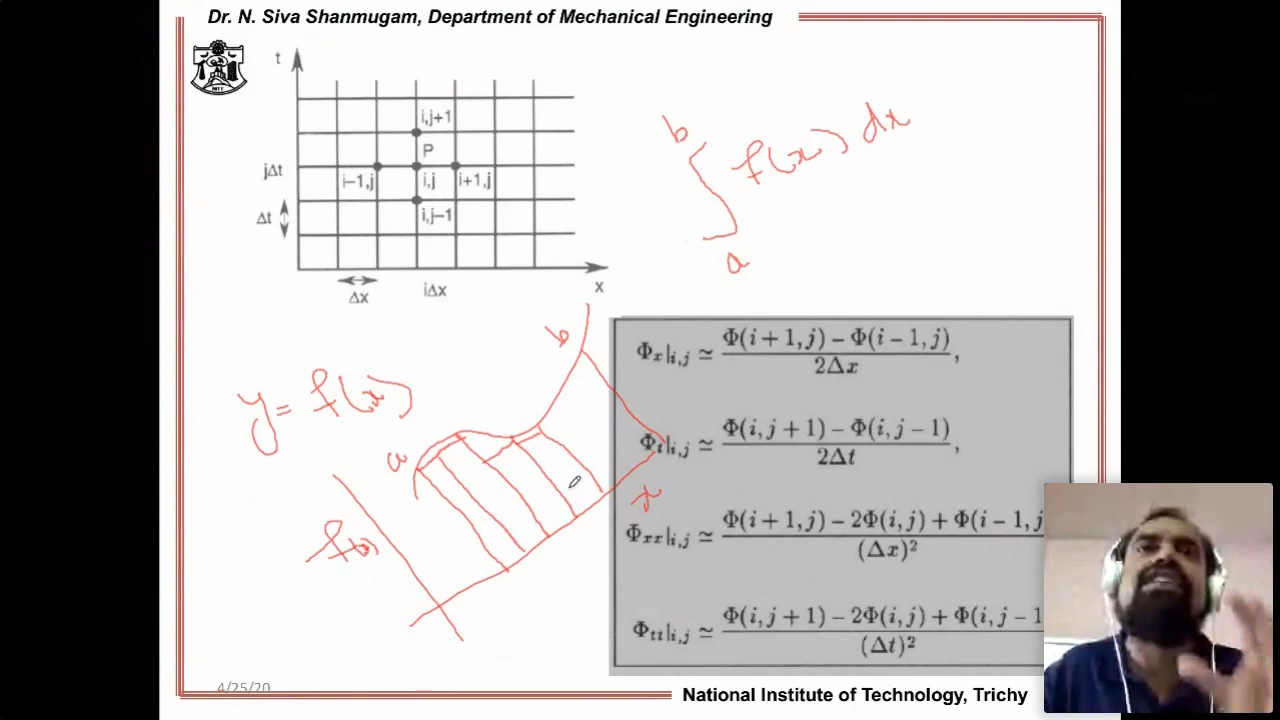 Dr. N. Siva Shanmugam, Department of Mechanical Engineering
t
i,j+1
P
jΔt
i−1,j
i,j
i+1,j
Δt
i,j−1
Δx
iΔx
x
b
∫ f(x) dx
a
y = f(x)
b
a
x
f(x)
Φx|i,j ≃ Φ(i + 1, j) − Φ(i − 1, j) / 2Δx ,
Φt|i,j ≃ Φ(i, j + 1) − Φ(i, j − 1) / 2Δt ,
Φxx|i,j ≃ Φ(i + 1, j) − 2Φ(i, j) + Φ(i − 1, j / (Δx)²
Φtt|i,j ≃ Φ(i, j + 1) − 2Φ(i, j) + Φ(i, j − 1 / (Δt)²
4/25/20
National Institute of Technology, Trichy